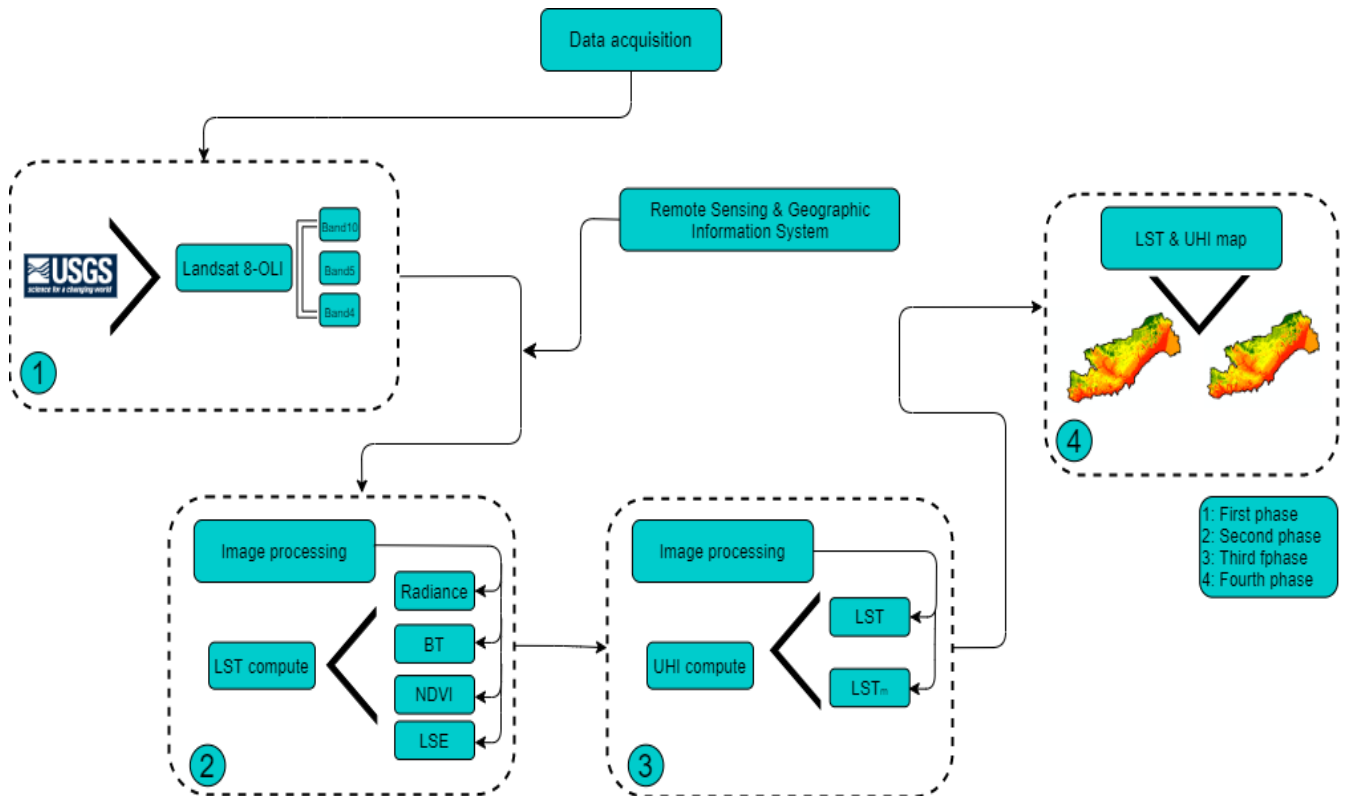 Data acquisition
USGS
science for a changing world
Landsat 8-OLI
Band10
Band5
Band4
1
Remote Sensing & Geographic
Information System
Image processing
Radiance
BT
NDVI
LSE
LST compute
2
Image processing
LST
LSTm
UHI compute
3
LST & UHI map
4
1: First phase
2: Second phase
3: Third fphase
4: Fourth phase